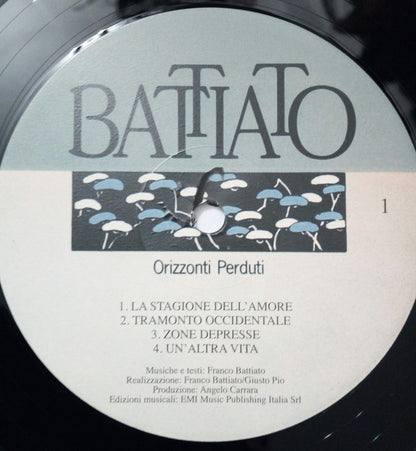 BATTIATO
1
Orizzonti Perduti
1. LA STAGIONE DELL'AMORE
2. TRAMONTO OCCIDENTALE
3. ZONE DEPRESSE
4. UN'ALTRA VITA
Musiche e testi: Franco Battiato
Realizzazione: Franco Battiato/Giusto Pio
Produzione: Angelo Carrara
Edizioni musicali: EMI Music Publishing Italia Srl